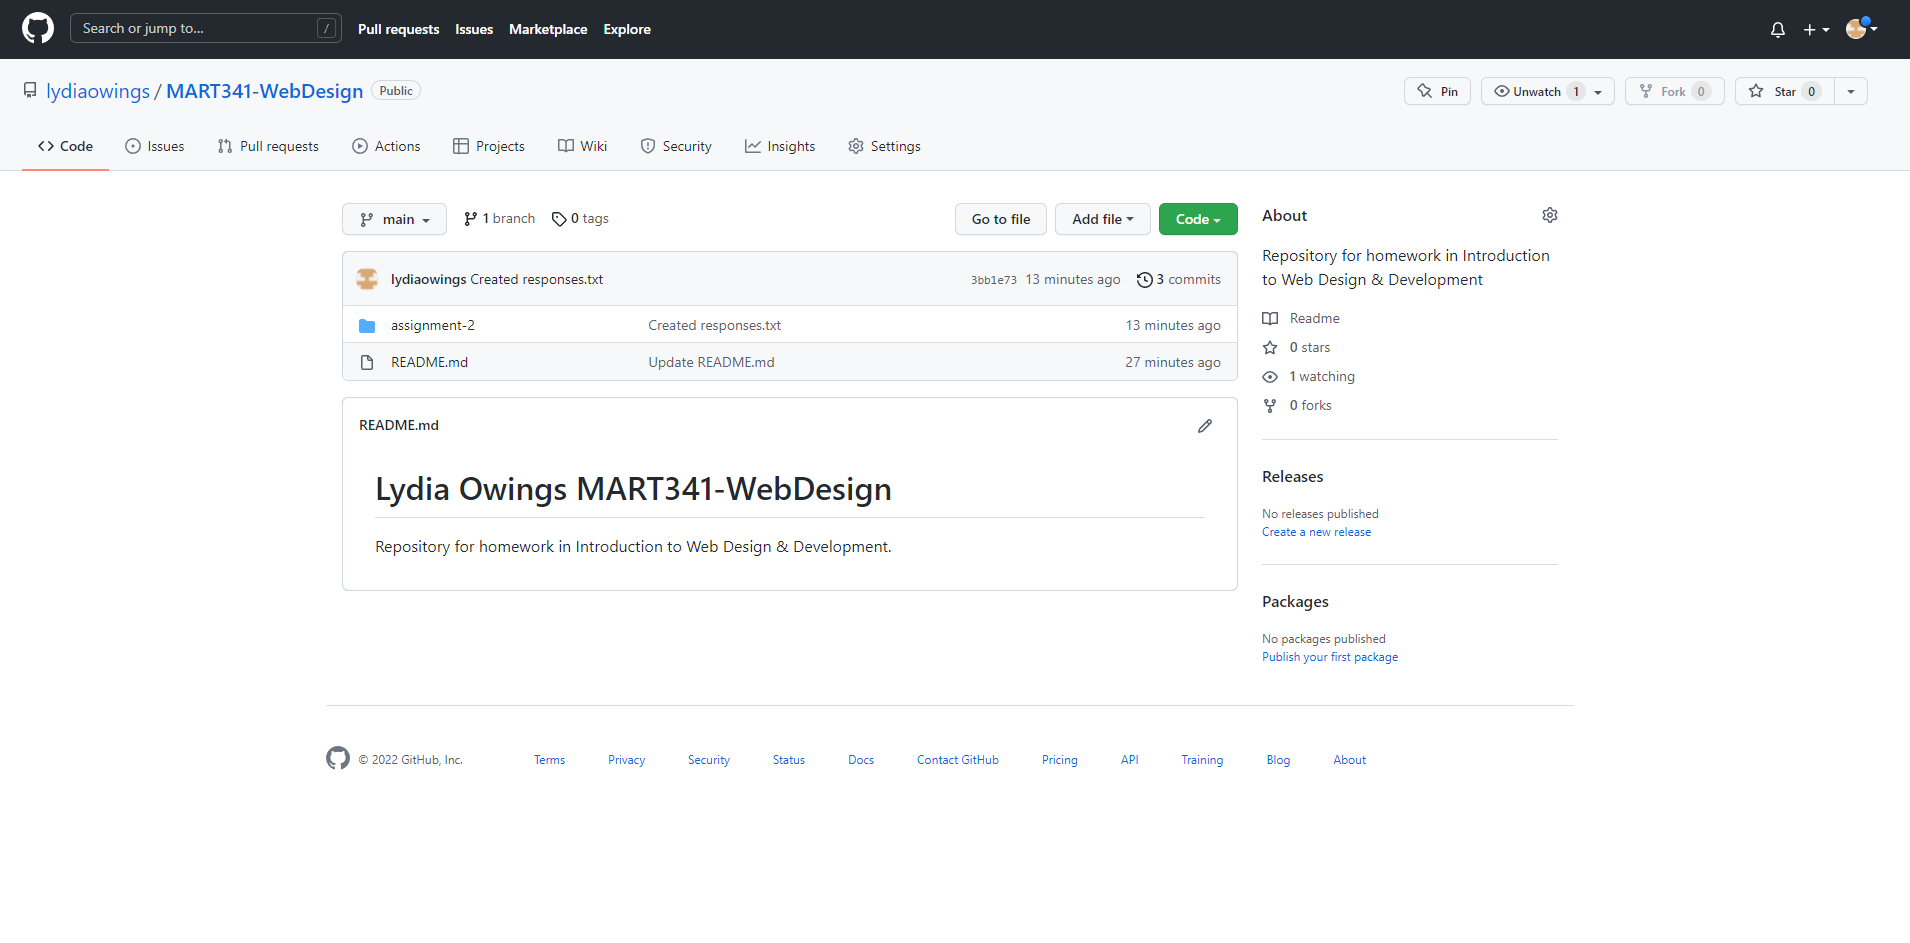 Search or jump to... /
Pull requests Issues Marketplace Explore
lydiaowings / MART341-WebDesign Public
Pin Unwatch 1 Fork 0 Star 0
Code Issues Pull requests Actions Projects Wiki Security Insights Settings
main 1 branch 0 tags Go to file Add file Code
lydiaowings Created responses.txt 3bb1e73 13 minutes ago 3 commits
assignment-2 Created responses.txt 13 minutes ago
README.md Update README.md 27 minutes ago
README.md
Lydia Owings MART341-WebDesign
Repository for homework in Introduction to Web Design & Development.
About
Repository for homework in Introduction
to Web Design & Development
Readme
0 stars
1 watching
0 forks
Releases
No releases published
Create a new release
Packages
No packages published
Publish your first package
© 2022 GitHub, Inc. Terms Privacy Security Status Docs Contact GitHub Pricing API Training Blog About